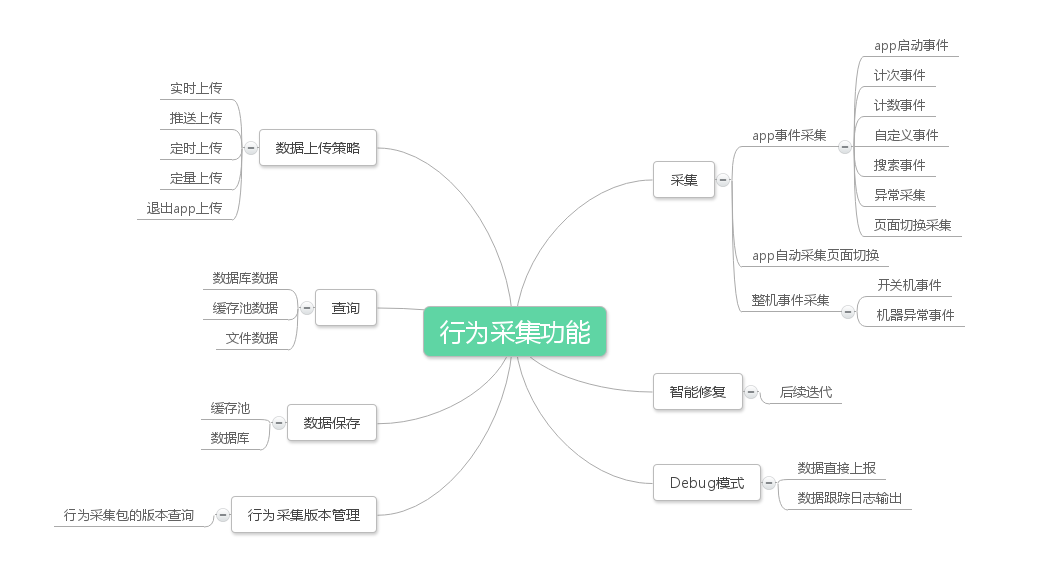 行为采集功能
采集
app事件采集
app启动事件
计次事件
计数事件
自定义事件
搜索事件
异常采集
页面切换采集
app自动采集页面切换
整机事件采集
开关机事件
机器异常事件
智能修复
后续迭代
Debug模式
数据直接上报
数据跟踪日志输出
数据上传策略
实时上传
推送上传
定时上传
定量上传
退出app上传
查询
数据库数据
缓存池数据
文件数据
数据保存
缓存池
数据库
行为采集版本管理
行为采集包的版本查询